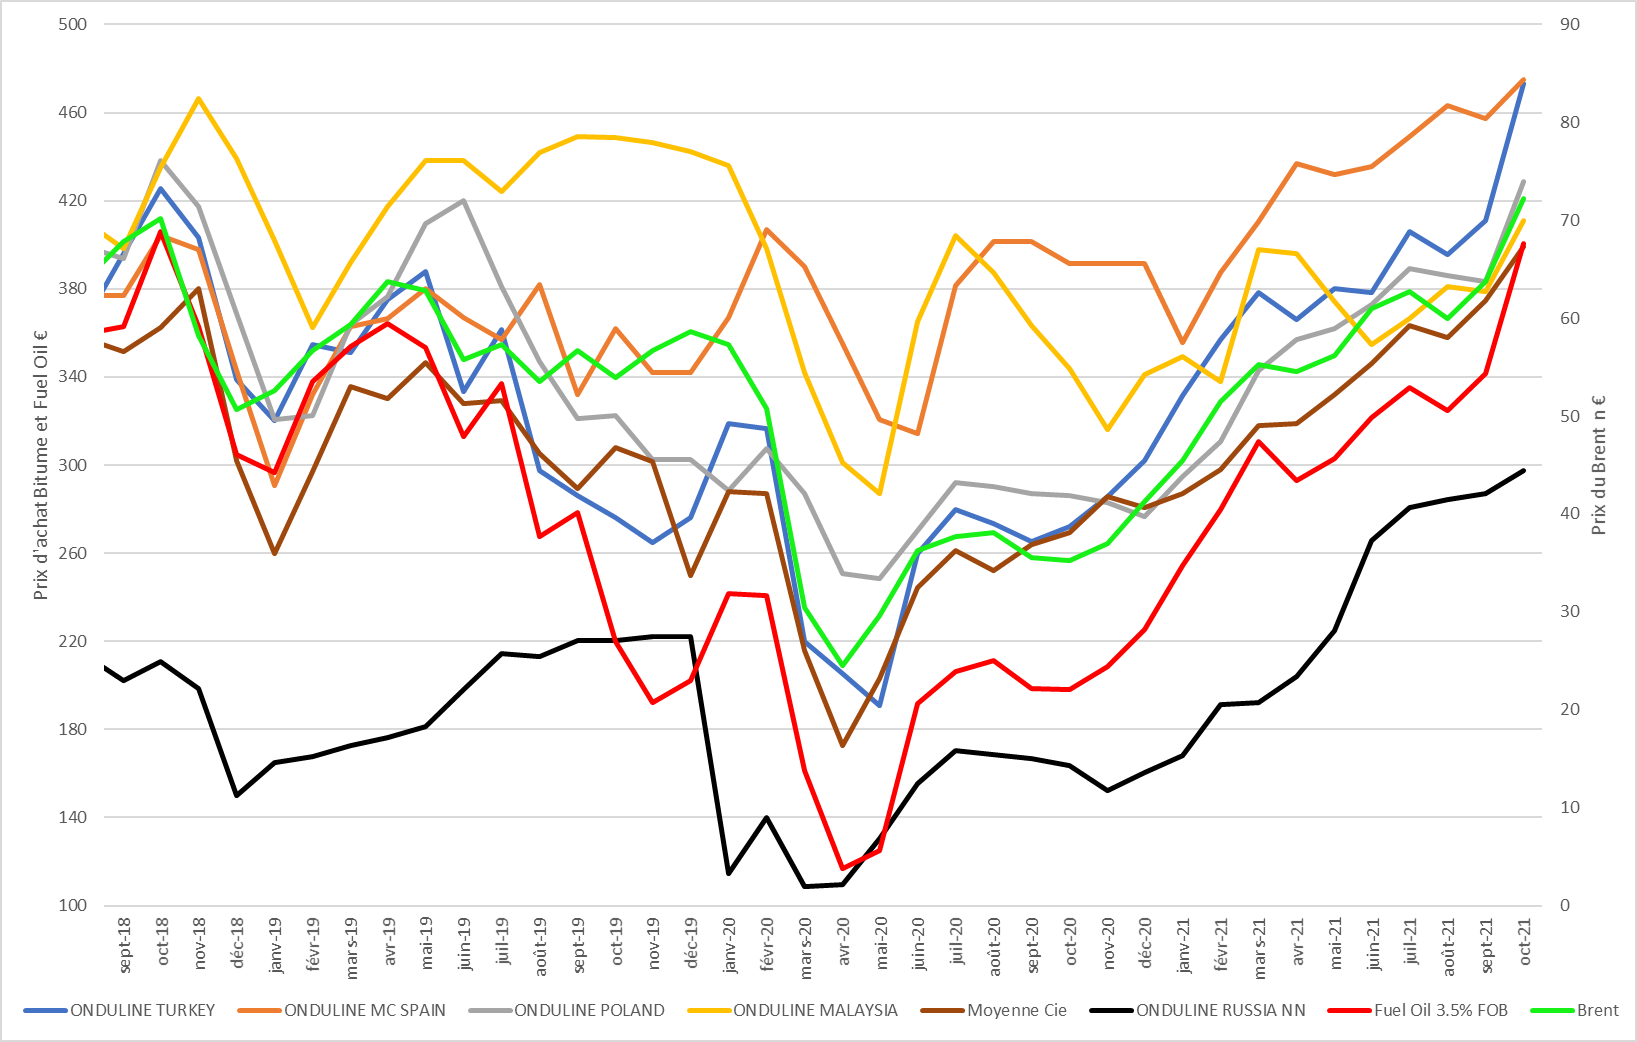 500
460
420
380
340
300
260
220
180
140
100
Prix d'achat Bitume et Fuel Oil €
90
80
70
60
50
40
30
20
10
0
Prix du Brent n €
sept-18
oct-18
nov-18
déc-18
janv-19
févr-19
mars-19
avr-19
mai-19
juin-19
juil-19
août-19
sept-19
oct-19
nov-19
déc-19
janv-20
févr-20
mars-20
avr-20
mai-20
juin-20
juil-20
août-20
sept-20
oct-20
nov-20
déc-20
janv-21
févr-21
mars-21
avr-21
mai-21
juin-21
juil-21
août-21
sept-21
oct-21
ONDULINE TURKEY
ONDULINE MC SPAIN
ONDULINE POLAND
ONDULINE MALAYSIA
Moyenne Cie
ONDULINE RUSSIA NN
Fuel Oil 3.5% FOB
Brent